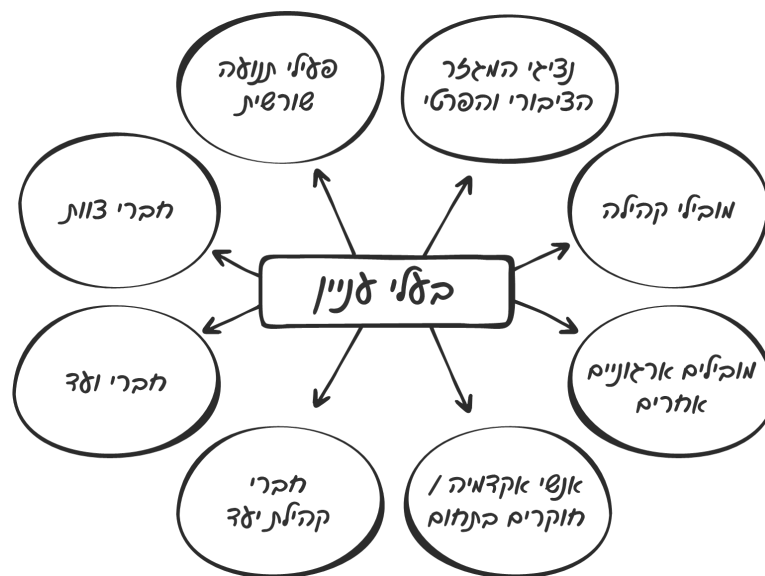 נציגי המגזר
הציבורי והפרטי
פעילי תנועה
שורשית
מובילי קהילה
חברי צוות
בעלי עניין
מובילים ארגוניים
אחרים
חברי ועד
אנשי אקדמיה /
חוקרים בתחום
חברי
קהילת יעד